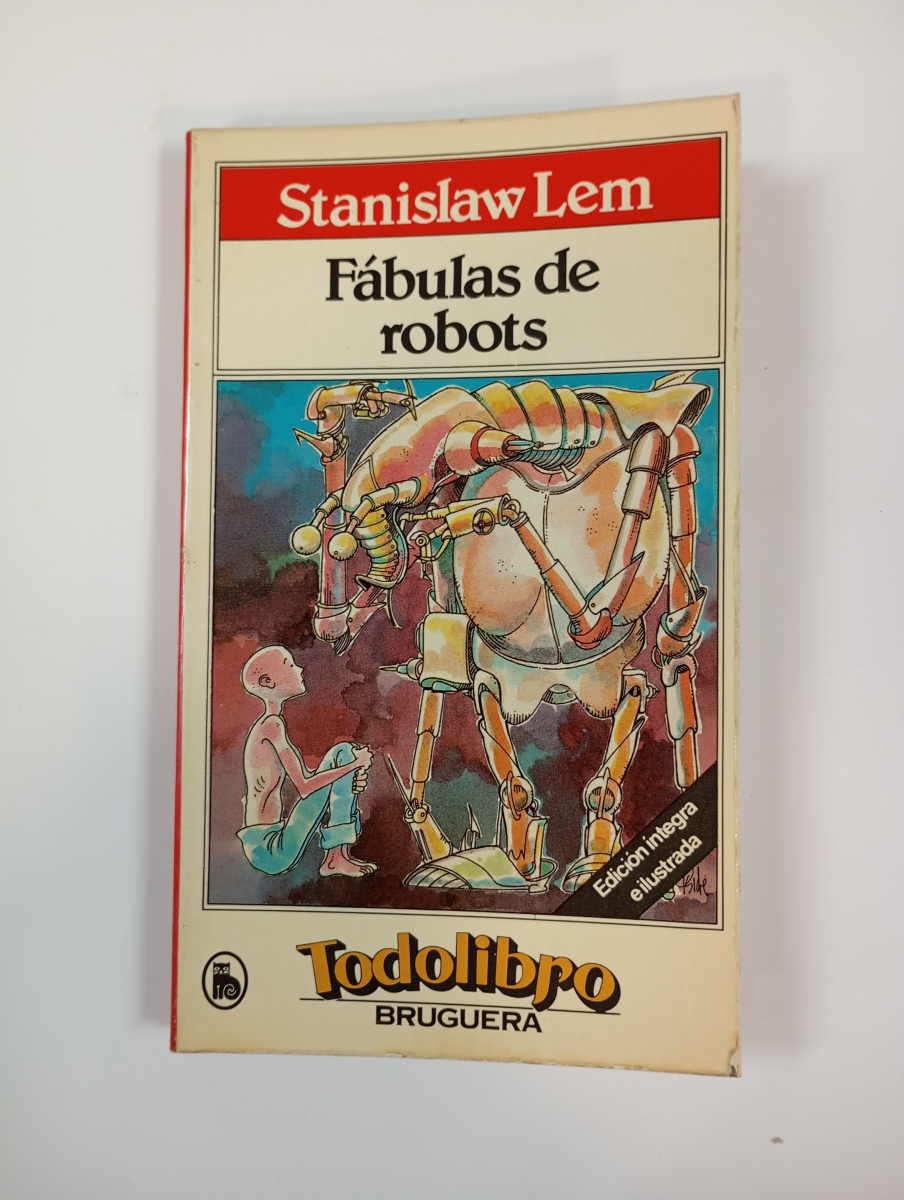 Stanislaw Lem
Fábulas de
robots
Edición íntegra
e ilustrada
Todolibro
BRUGUERA